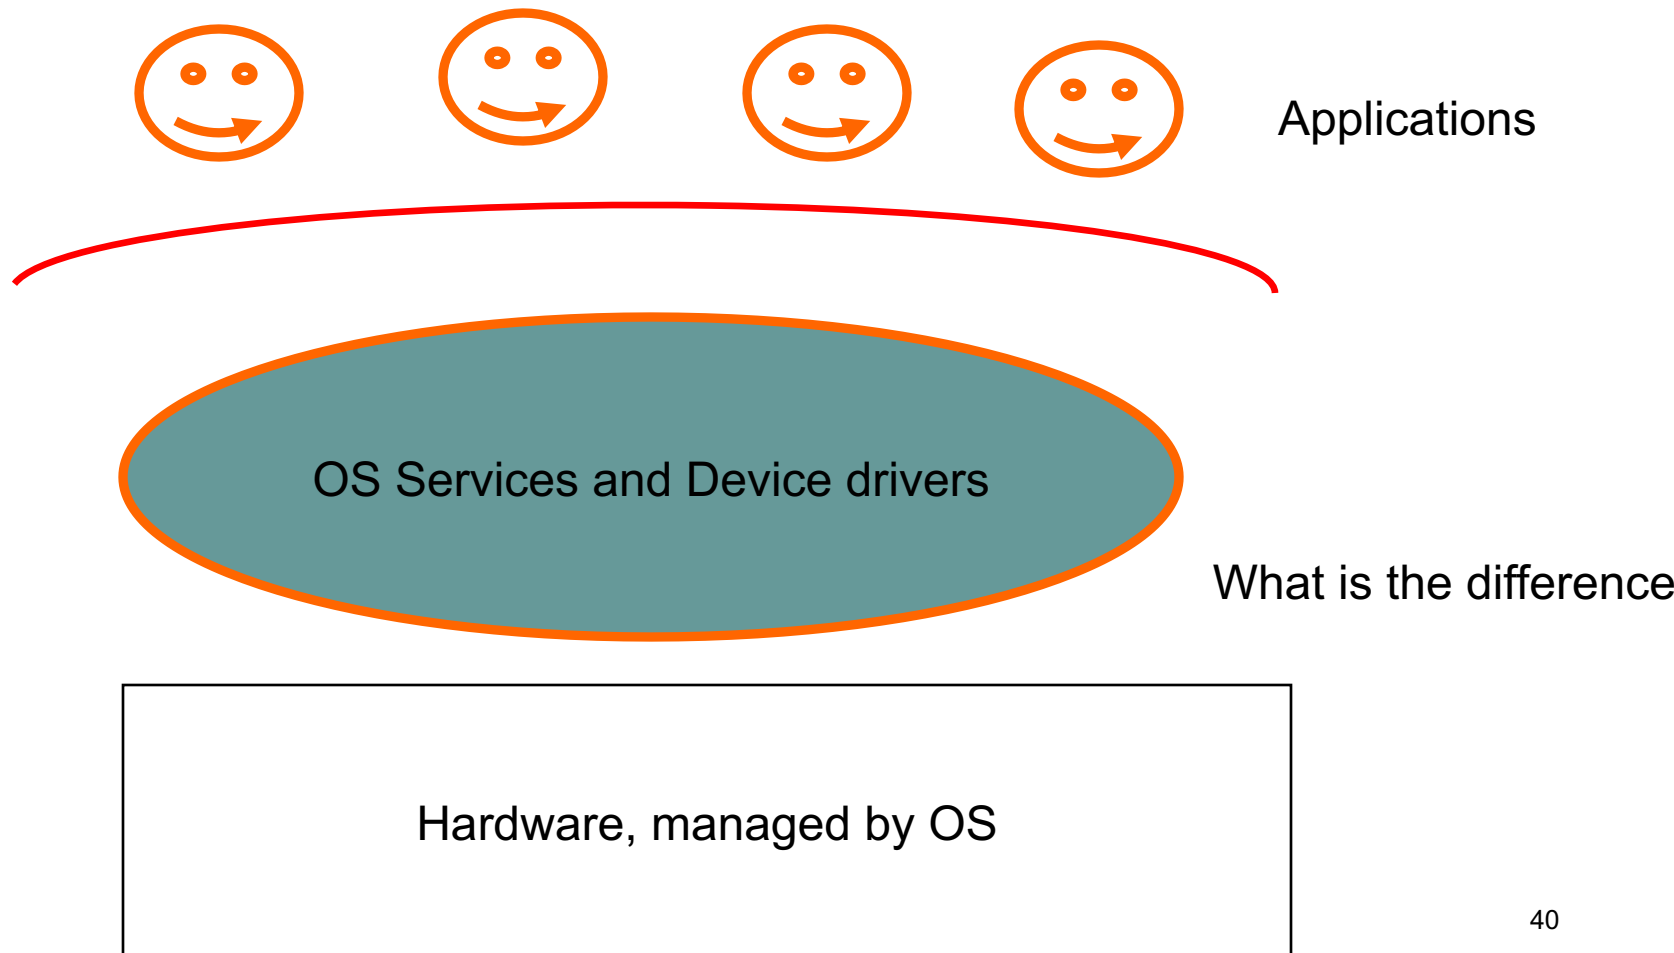 Applications
OS Services and Device drivers
What is the difference
Hardware, managed by OS
40